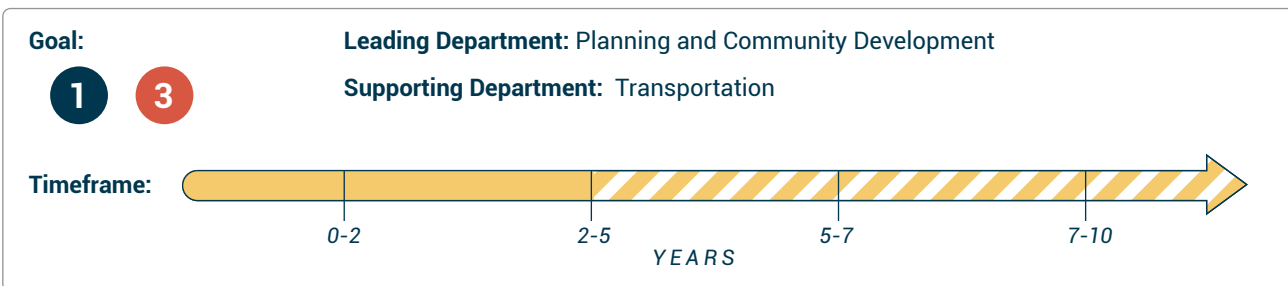 Goal:
Leading Department: Planning and Community Development
1 3
Supporting Department: Transportation
Timeframe:
0-2 2-5 5-7 7-10
YEARS